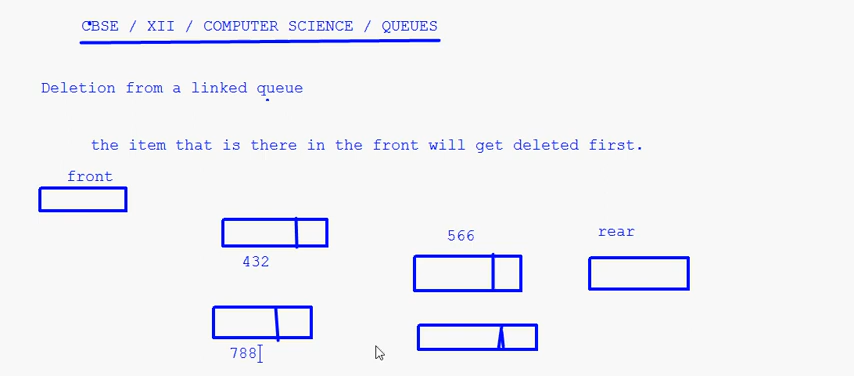 CBSE / XII / COMPUTER SCIENCE / QUEUES
Deletion from a linked queue
the item that is there in the front will get deleted first.
front
566
rear
432
788